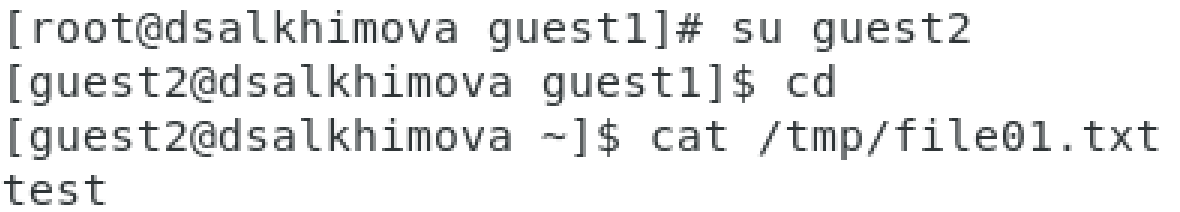 [root@dsalkhimova guest1]# su guest2
[guest2@dsalkhimova guest1]$ cd
[guest2@dsalkhimova ~]$ cat /tmp/file01.txt
test